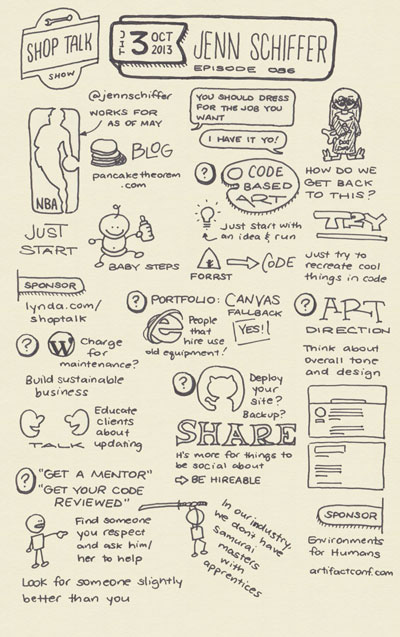 SHOP TALK
SHOW
THU
3
OCT
2013
JENN SCHIFFER
EPISODE 086
@jennschiffer
WORKS FOR
AS OF MAY
NBA
BLOG
pancaketheorem
.com
YOU SHOULD DRESS
FOR THE JOB YOU
WANT
I HAVE IT YO!
? CODE
BASED
ART
HOW DO WE
GET BACK
TO THIS?
JUST
START
BABY STEPS
Just start with
an idea & run
FORRST
CODE
TRY
Just try to
recreate cool
things in code
SPONSOR
lynda.com/
shoptalk
? PORTFOLIO: CANVAS
FALLBACK
YES!
People
that
hire use
old equipment!
? ART
DIRECTION
Think about
overall tone
and design
? W Charge
for
maintenance?
Build sustainable
business
Educate
clients
about
updating
TALK
? Deploy
your
site?
Backup?
SHARE
It's more for things to
be social about
BE HIREABLE
? "GET A MENTOR"
"GET YOUR CODE
REVIEWED"
Find someone
you respect
and ask him/
her to help
Look for someone slightly
better than you
In our industry,
we don't have
Samurai
masters
with
apprentices
SPONSOR
Environments
for Humans
artifactconf.com